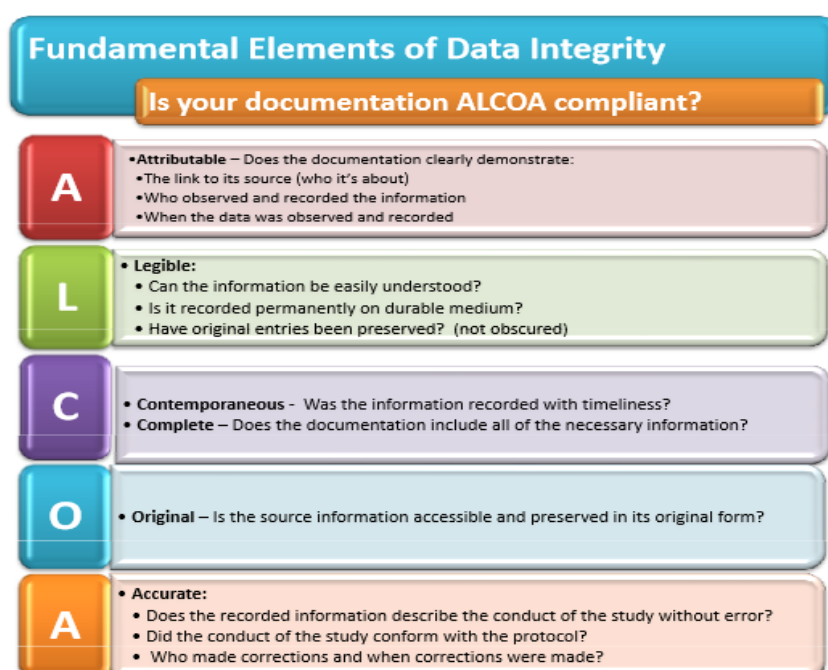 Fundamental Elements of Data Integrity
Is your documentation ALCOA compliant?
A
•Attributable – Does the documentation clearly demonstrate:
•The link to its source (who it's about)
•Who observed and recorded the information
•When the data was observed and recorded
L
• Legible:
• Can the information be easily understood?
• Is it recorded permanently on durable medium?
• Have original entries been preserved? (not obscured)
C
• Contemporaneous - Was the information recorded with timeliness?
• Complete – Does the documentation include all of the necessary information?
O
• Original – Is the source information accessible and preserved in its original form?
A
• Accurate:
• Does the recorded information describe the conduct of the study without error?
• Did the conduct of the study conform with the protocol?
• Who made corrections and when corrections were made?